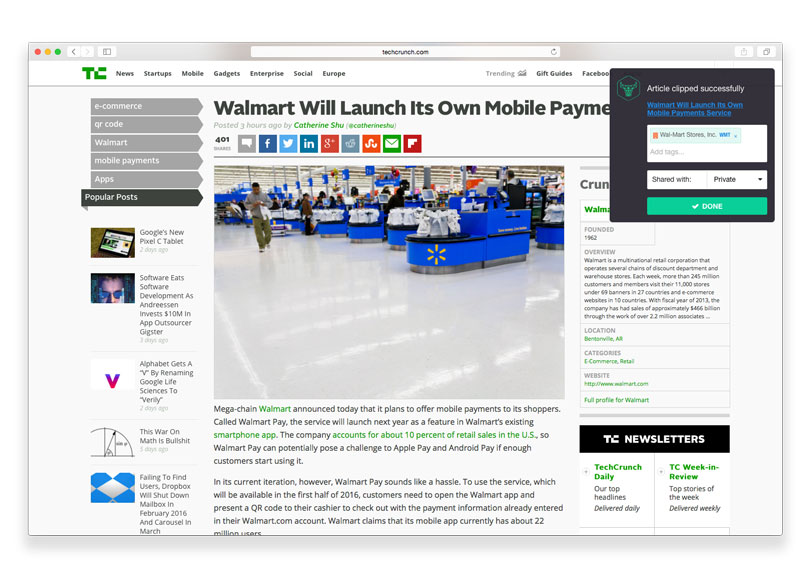 techcrunch.com
TC
News Startups Mobile Gadgets Enterprise Social Europe Trending Gift Guides Faceboo
e-commerce
qr code
Walmart
mobile payments
Apps
Popular Posts
Google's New
Pixel C Tablet
2 days ago
Software Eats
Software
Development As
Andreessen
Invests $10M In
App Outsourcer
Gigster
3 days ago
Alphabet Gets A
"V" By Renaming
Google Life
Sciences To
"Verily"
2 days ago
This War On
Math Is Bullshit
5 days ago
Failing To Find
Users, Dropbox
Will Shut Down
Mailbox In
February 2016
And Carousel In
March
Walmart Will Launch Its Own Mobile Payme
Posted 3 hours ago by Catherine Shu (@catherineshu)
401
SHARES
Mega-chain Walmart announced today that it plans to offer mobile payments to its shoppers.
Called Walmart Pay, the service will launch next year as a feature in Walmart's existing
smartphone app. The company accounts for about 10 percent of retail sales in the U.S., so
Walmart Pay can potentially pose a challenge to Apple Pay and Android Pay if enough
customers start using it.
In its current iteration, however, Walmart Pay sounds like a hassle. To use the service, which
will be available in the first half of 2016, customers need to open the Walmart app and
present a QR code to their cashier to check out with the payment information already entered
in their Walmart.com account. Walmart claims that its mobile app currently has about 22
million users.
Article clipped successfully
Walmart Will Launch Its Own
Mobile Payments Service
Wal-Mart Stores, Inc. WMT
Add tags...
Shared with: Private
DONE
Crun
Walma
FOUNDED
1962
OVERVIEW
Walmart is a multinational retail corporation that
operates several chains of discount department and
warehouse stores. Each week, more than 245 million
customers and members visit their 11,000 stores
under 69 banners in 27 countries and e-commerce
websites in 10 countries. With fiscal year of 2013, the
company has had sales of approximately $466 billion
through the work of over 2.2 million associates ...
LOCATION
Bentonville, AR
CATEGORIES
E-Commerce, Retail
WEBSITE
http://www.walmart.com
Full profile for Walmart
TC NEWSLETTERS
TechCrunch
Daily
Our top
headlines
Delivered daily
TC Week-in-
Review
Top stories of
the week
Delivered weekly